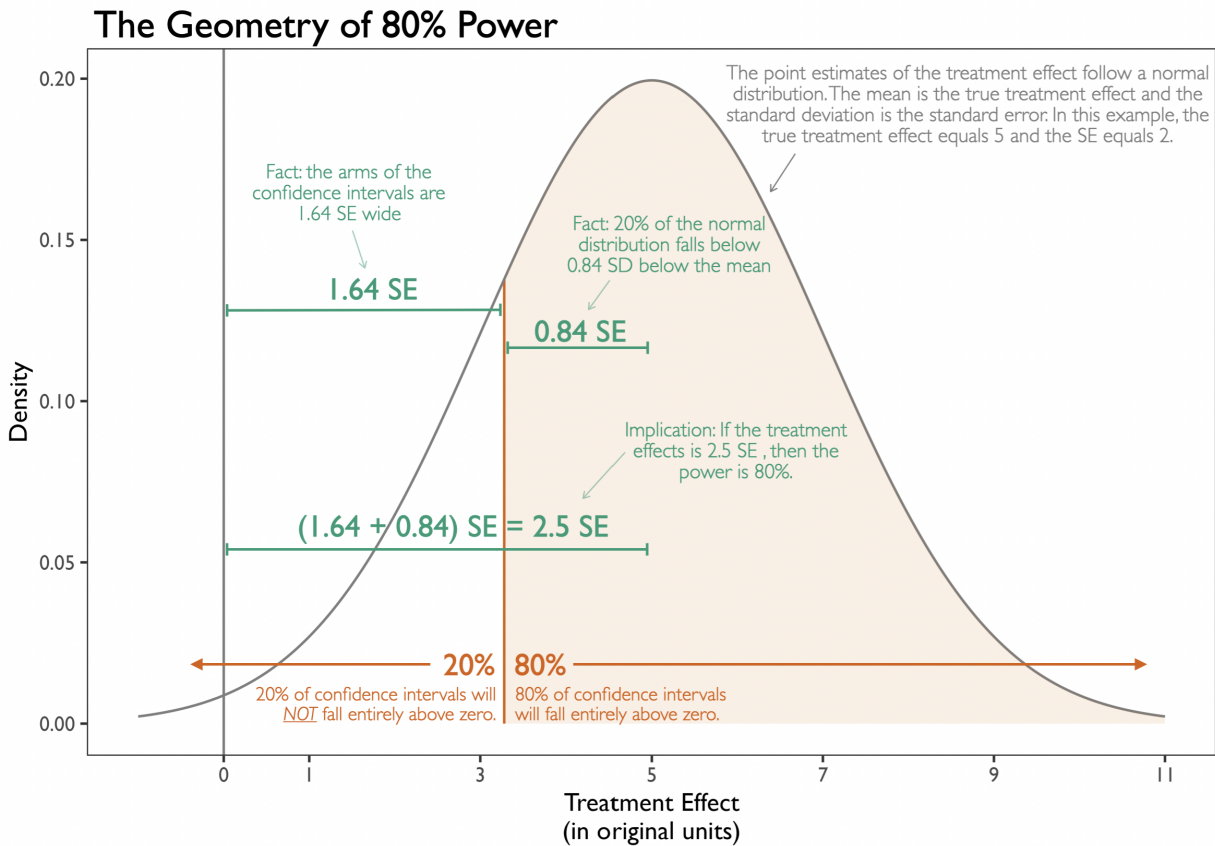 The Geometry of 80% Power
The point estimates of the treatment effect follow a normal
distribution. The mean is the true treatment effect and the
standard deviation is the standard error. In this example, the
true treatment effect equals 5 and the SE equals 2.
Fact: the arms of the
confidence intervals are
1.64 SE wide
1.64 SE
Fact: 20% of the normal
distribution falls below
0.84 SD below the mean
0.84 SE
Implication: If the treatment
effects is 2.5 SE , then the
power is 80%.
(1.64 + 0.84) SE = 2.5 SE
20%
80%
20% of confidence intervals will
NOT fall entirely above zero.
80% of confidence intervals
will fall entirely above zero.
Density
0.20
0.15
0.10
0.05
0.00
0
1
3
5
7
9
11
Treatment Effect
(in original units)